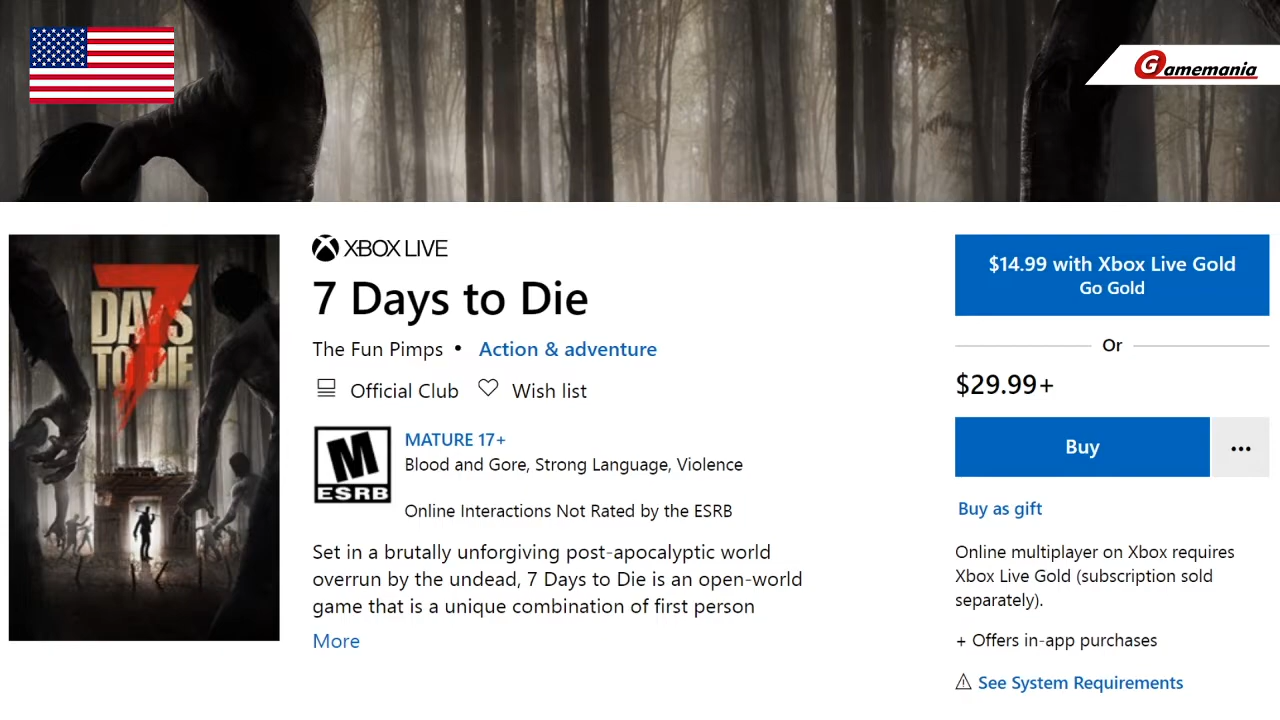 Gamemania
7
DAYS
TO DIE
XBOX LIVE
7 Days to Die
The Fun Pimps • Action & adventure
Official Club Wish list
M
ESRB
MATURE 17+
Blood and Gore, Strong Language, Violence
Online Interactions Not Rated by the ESRB
Set in a brutally unforgiving post-apocalyptic world
overrun by the undead, 7 Days to Die is an open-world
game that is a unique combination of first person
More
$14.99 with Xbox Live Gold
Go Gold
Or
$29.99+
Buy
Buy as gift
Online multiplayer on Xbox requires
Xbox Live Gold (subscription sold
separately).
+ Offers in-app purchases
See System Requirements